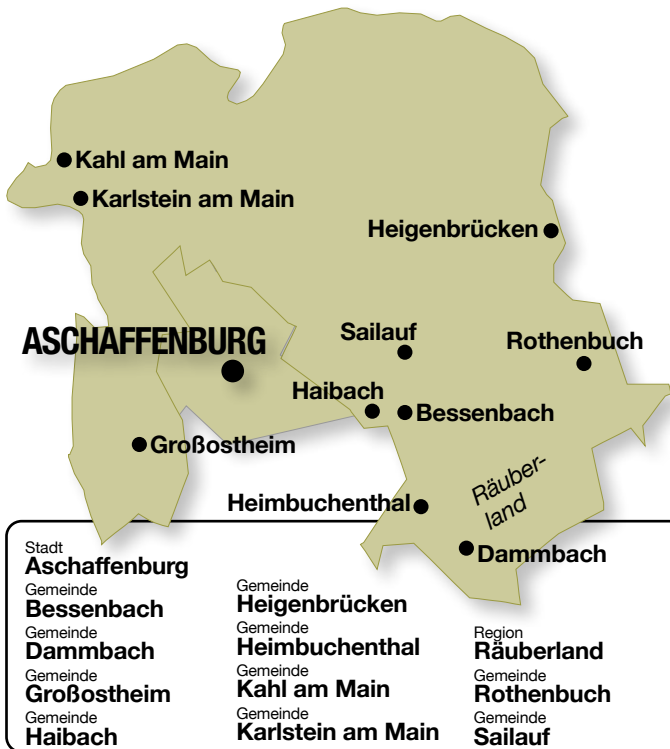 Kahl am Main
Karlstein am Main
Heigenbrücken
ASCHAFFENBURG
Sailauf
Rothenbuch
Haibach
Bessenbach
Großostheim
Räuber-
land
Heimbuchenthal
Dammbach
Stadt
Aschaffenburg
Gemeinde
Bessenbach
Gemeinde
Dammbach
Gemeinde
Großostheim
Gemeinde
Haibach
Gemeinde
Heigenbrücken
Gemeinde
Heimbuchenthal
Gemeinde
Kahl am Main
Gemeinde
Karlstein am Main
Region
Räuberland
Gemeinde
Rothenbuch
Gemeinde
Sailauf